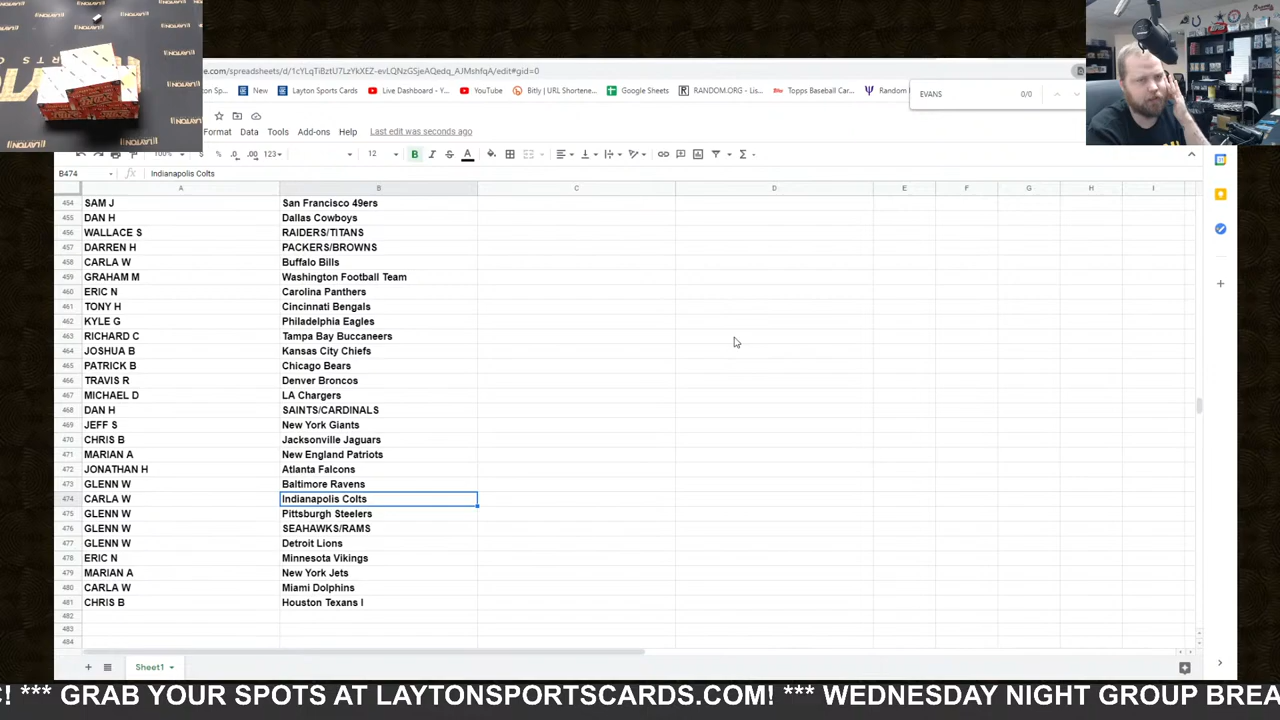 .com/spreadsheets/d/1cYLqTiBztU7LzYkXEZ-evLQNzGSjeAQedq_AJMshfqA/edit#gid=0
EVANS 0/0
New Layton Sports Cards Live Dashboard - Y... YouTube Bitly | URL Shortene... Google Sheets RANDOM.ORG - Lis... Topps Baseball Car... Random
Format Data Tools Add-ons Help Last edit was seconds ago
100% % .0 .00 123 12 B I S A
B474 fx Indianapolis Colts
A B C D E F G H I
454 SAM J San Francisco 49ers
455 DAN H Dallas Cowboys
456 WALLACE S RAIDERS/TITANS
457 DARREN H PACKERS/BROWNS
458 CARLA W Buffalo Bills
459 GRAHAM M Washington Football Team
460 ERIC N Carolina Panthers
461 TONY H Cincinnati Bengals
462 KYLE G Philadelphia Eagles
463 RICHARD C Tampa Bay Buccaneers
464 JOSHUA B Kansas City Chiefs
465 PATRICK B Chicago Bears
466 TRAVIS R Denver Broncos
467 MICHAEL D LA Chargers
468 DAN H SAINTS/CARDINALS
469 JEFF S New York Giants
470 CHRIS B Jacksonville Jaguars
471 MARIAN A New England Patriots
472 JONATHAN H Atlanta Falcons
473 GLENN W Baltimore Ravens
474 CARLA W Indianapolis Colts
475 GLENN W Pittsburgh Steelers
476 GLENN W SEAHAWKS/RAMS
477 GLENN W Detroit Lions
478 ERIC N Minnesota Vikings
479 MARIAN A New York Jets
480 CARLA W Miami Dolphins
481 CHRIS B Houston Texans l
482
483
484
Sheet1
C! *** GRAB YOUR SPOTS AT LAYTONSPORTSCARDS.COM! *** WEDNESDAY NIGHT GROUP BREA